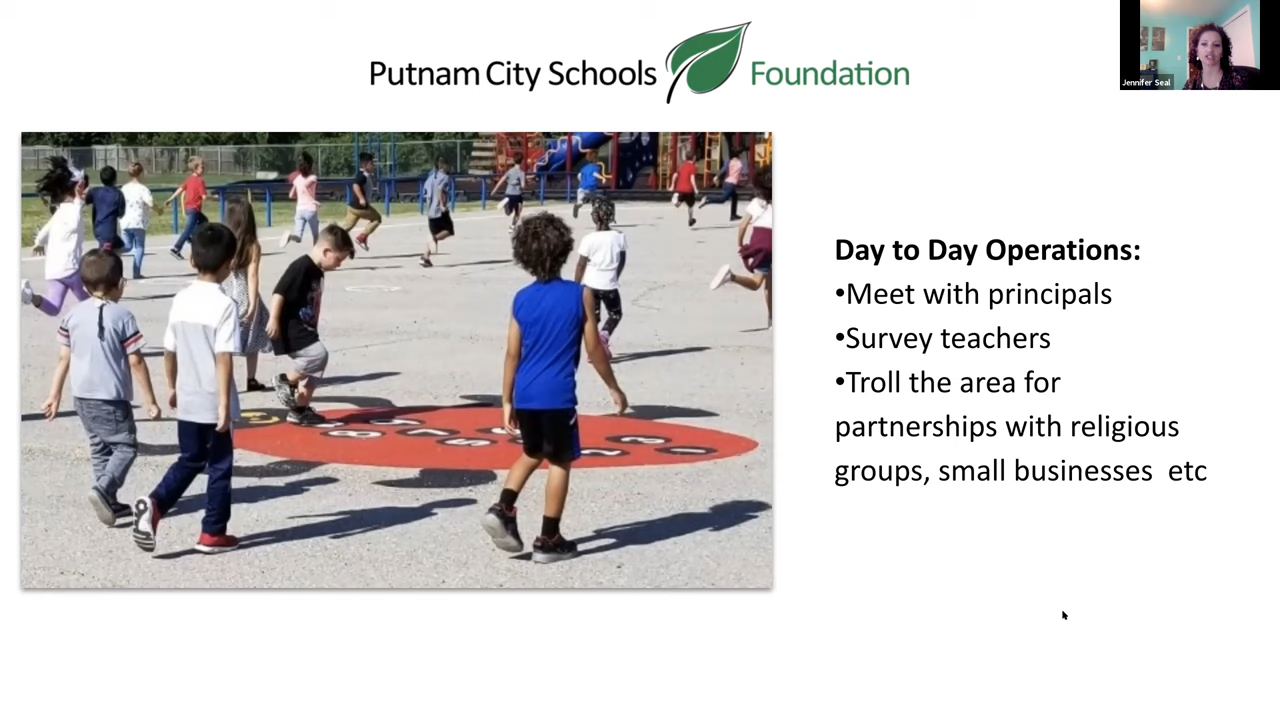 Putnam City Schools Foundation
Jennifer Seal
Day to Day Operations:
•Meet with principals
•Survey teachers
•Troll the area for
partnerships with religious
groups, small businesses  etc